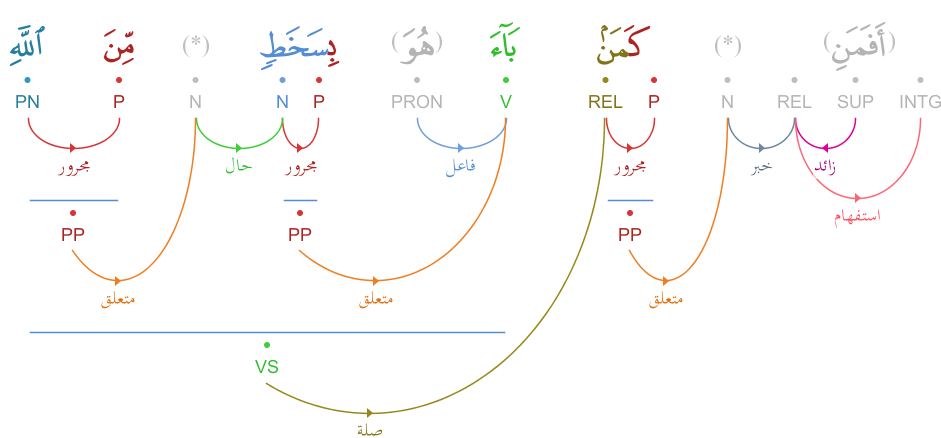 (أَفَمَنِ) (*) كَمَنۢ بَآءَ (هُوَ) بِسَخَطٍ (*) مِّنَ ٱللَّهِ
INTG SUP REL N P REL V PRON P N N P PN
زائد خبر مجرور فاعل مجرور حال مجرور
استفهام
PP PP PP
متعلق متعلق متعلق
VS
صلة